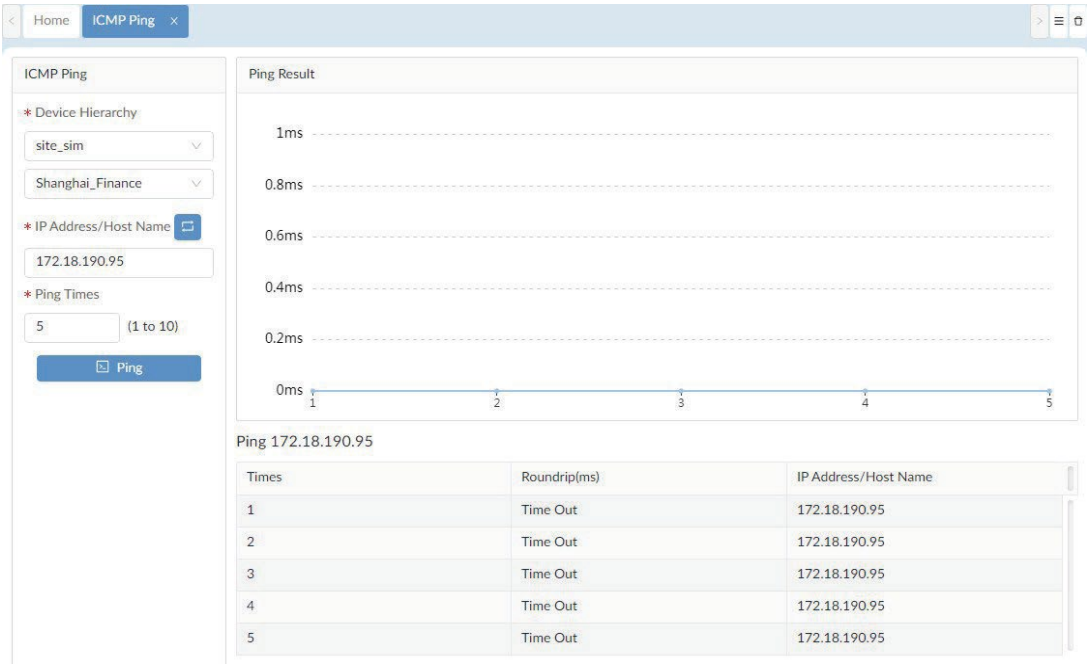 Home
ICMP Ping ×
ICMP Ping
* Device Hierarchy
site_sim
Shanghai_Finance
* IP Address/Host Name
172.18.190.95
* Ping Times
5 (1 to 10)
Ping
Ping Result
1ms
0.8ms
0.6ms
0.4ms
0.2ms
0ms
1 2 3 4 5
Ping 172.18.190.95
Times Roundrip(ms) IP Address/Host Name
1 Time Out 172.18.190.95
2 Time Out 172.18.190.95
3 Time Out 172.18.190.95
4 Time Out 172.18.190.95
5 Time Out 172.18.190.95